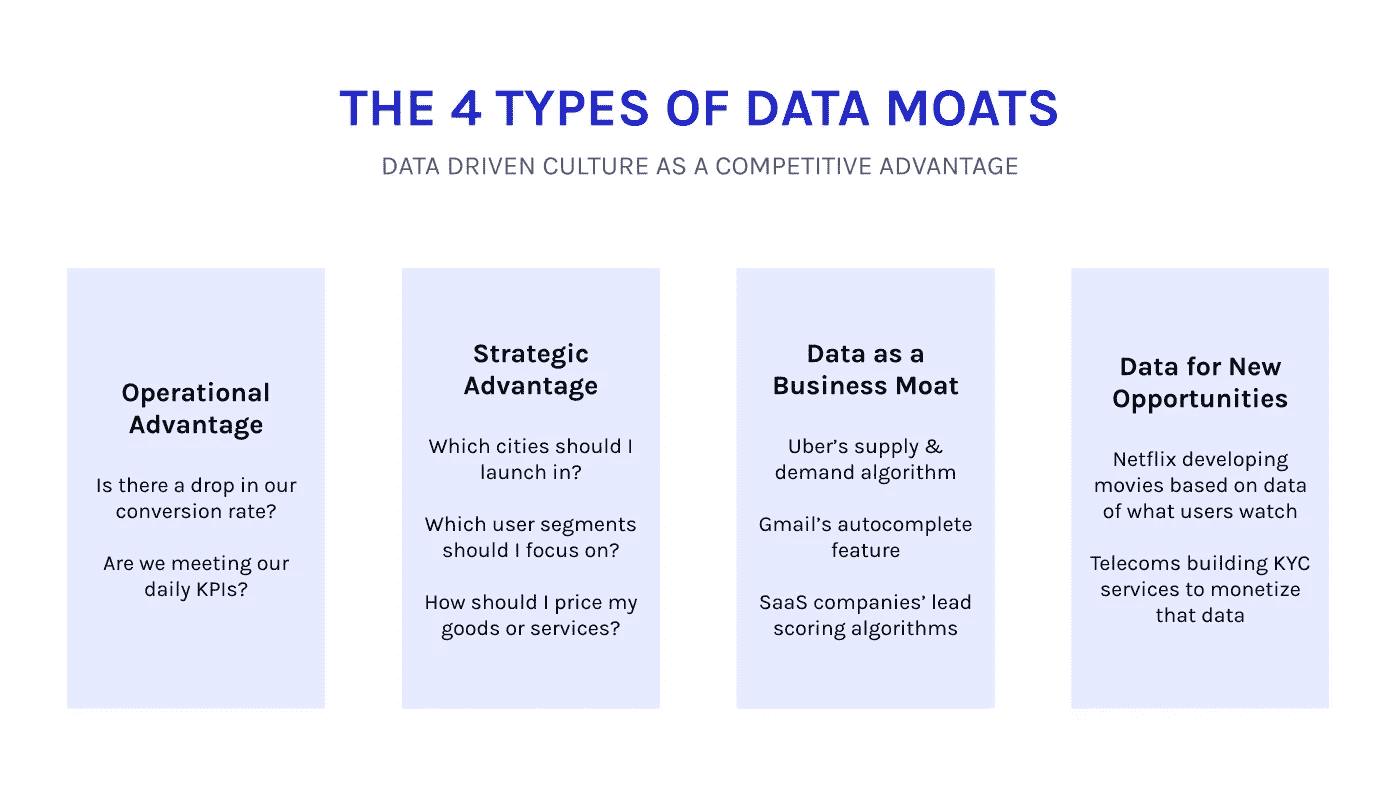 THE 4 TYPES OF DATA MOATS
DATA DRIVEN CULTURE AS A COMPETITIVE ADVANTAGE
Operational
Advantage
Is there a drop in our
conversion rate?
Are we meeting our
daily KPIs?
Strategic
Advantage
Which cities should I
launch in?
Which user segments
should I focus on?
How should I price my
goods or services?
Data as a
Business Moat
Uber’s supply &
demand algorithm
Gmail’s autocomplete
feature
SaaS companies’ lead
scoring algorithms
Data for New
Opportunities
Netflix developing
movies based on data
of what users watch
Telecoms building KYC
services to monetize
that data